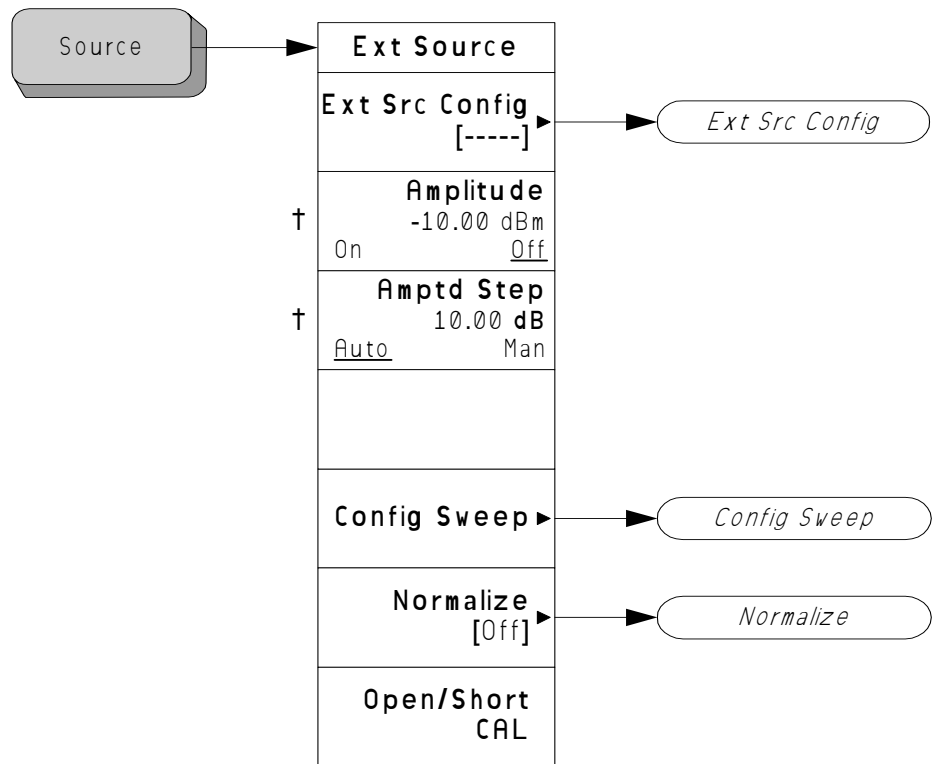 Source
Ext Source
Ext Src Config
[-----]
Ext Src Config
Amplitude
† -10.00 dBm
On Off
Amptd Step
† 10.00 dB
Auto Man
Config Sweep
Config Sweep
Normalize
[Off]
Normalize
Open/Short
CAL